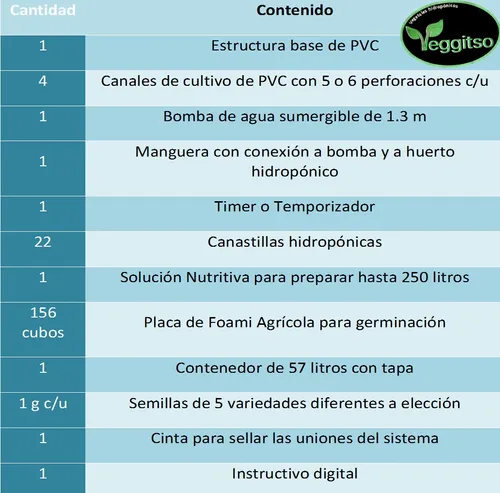 Cantidad Contenido
vegetales hidropónicos
Veggitso
1 Estructura base de PVC
4 Canales de cultivo de PVC con 5 o 6 perforaciones c/u
1 Bomba de agua sumergible de 1.3 m
1 Manguera con conexión a bomba y a huerto
hidropónico
1 Timer o Temporizador
22 Canastillas hidropónicas
1 Solución Nutritiva para preparar hasta 250 litros
156
cubos Placa de Foami Agrícola para germinación
1 Contenedor de 57 litros con tapa
1 g c/u Semillas de 5 variedades diferentes a elección
1 Cinta para sellar las uniones del sistema
1 Instructivo digital